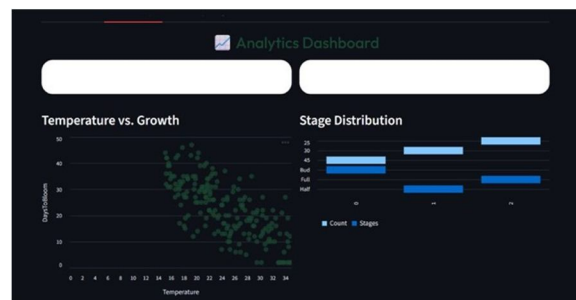 Analytics Dashboard
Temperature vs. Growth
50
40
30
20
10
0
DaysToBloom
0 2 4 6 8 10 12 14 16 18 20 22 24 26 28 30 32 34
Temperature
Stage Distribution
25
30
45
Bud
Full
Half
0 1 2
Count Stages